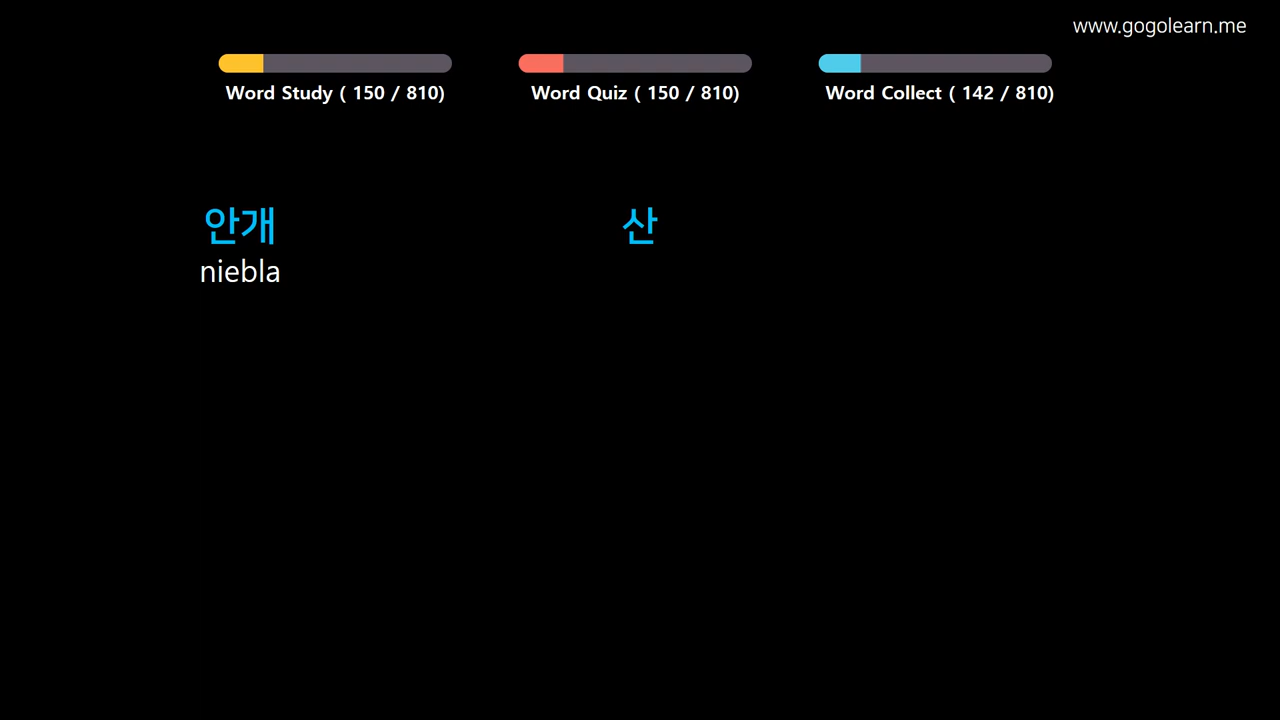 www.gogolearn.me
Word Study ( 150 / 810)
Word Quiz ( 150 / 810)
Word Collect ( 142 / 810)
안개
niebla
산